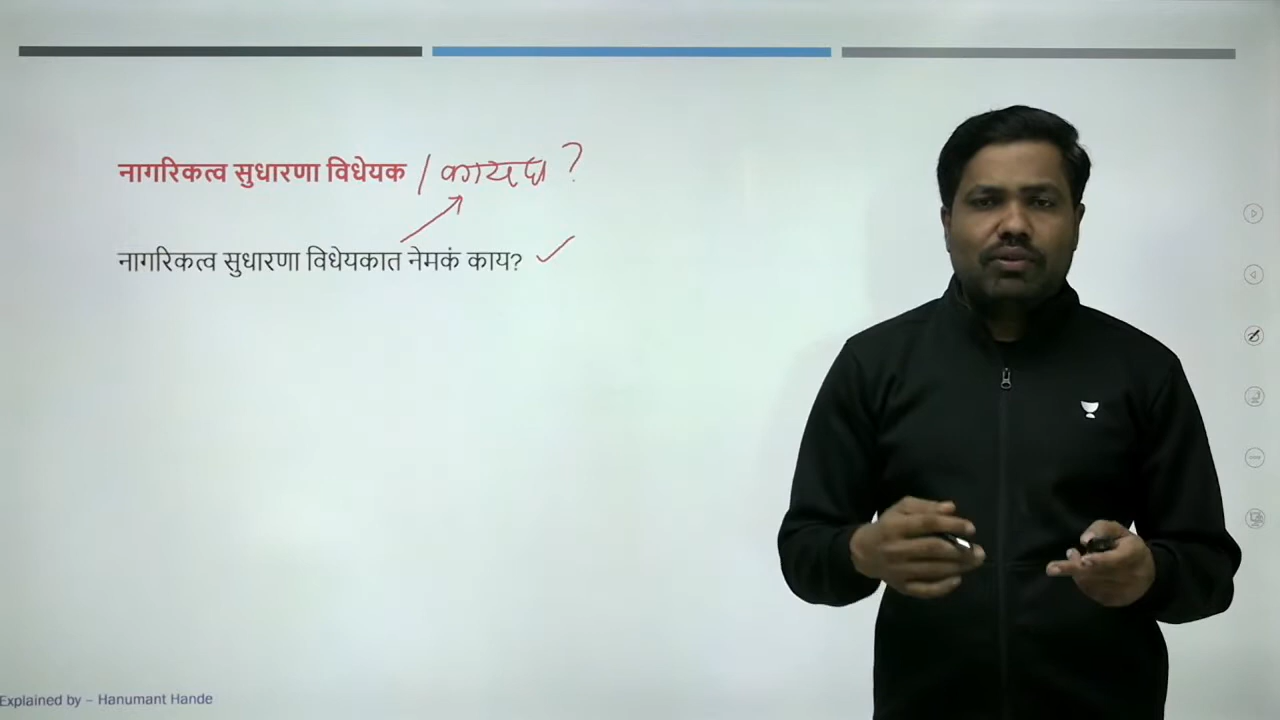 नागरिकत्व सुधारणा विधेयक / कायदा ?
नागरिकत्व सुधारणा विधेयकात नेमकं काय?
Explained by – Hanumant Hande